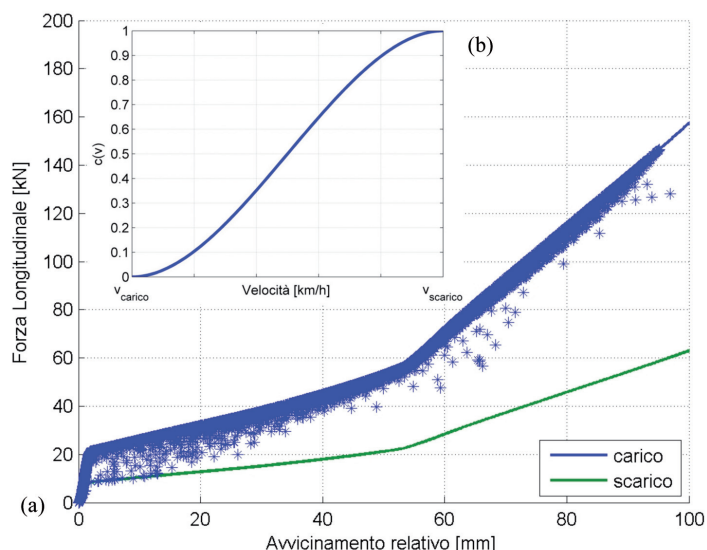 200
180
160
140
120
100
80
60
40
20
0
Forza Longitudinale [kN]
(a)
1
0.9
0.8
0.7
0.6
0.5
0.4
0.3
0.2
0.1
0
c(v)
v_carico
Velocità [km/h]
v_scarico
(b)
carico
scarico
0
20
40
60
80
100
Avvicinamento relativo [mm]